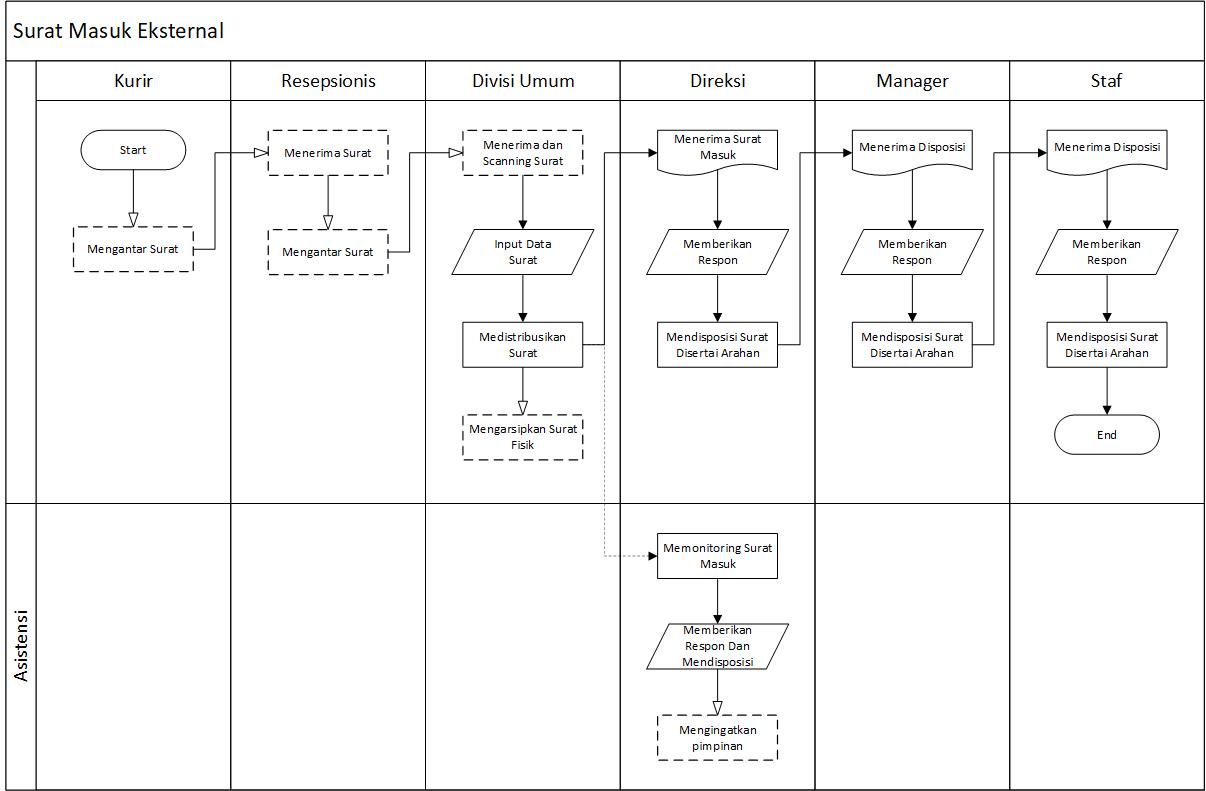 Surat Masuk Eksternal
Kurir
Resepsionis
Divisi Umum
Direksi
Manager
Staf
Start
Mengantar Surat
Menerima Surat
Mengantar Surat
Menerima dan
Scanning Surat
Input Data
Surat
Medistribusikan
Surat
Mengarsipkan Surat
Fisik
Menerima Surat
Masuk
Memberikan
Respon
Mendisposisi Surat
Disertai Arahan
Menerima Disposisi
Memberikan
Respon
Mendisposisi Surat
Disertai Arahan
Menerima Disposisi
Memberikan
Respon
Mendisposisi Surat
Disertai Arahan
End
Asistensi
Memonitoring Surat
Masuk
Memberikan
Respon Dan
Mendisposisi
Mengingatkan
pimpinan